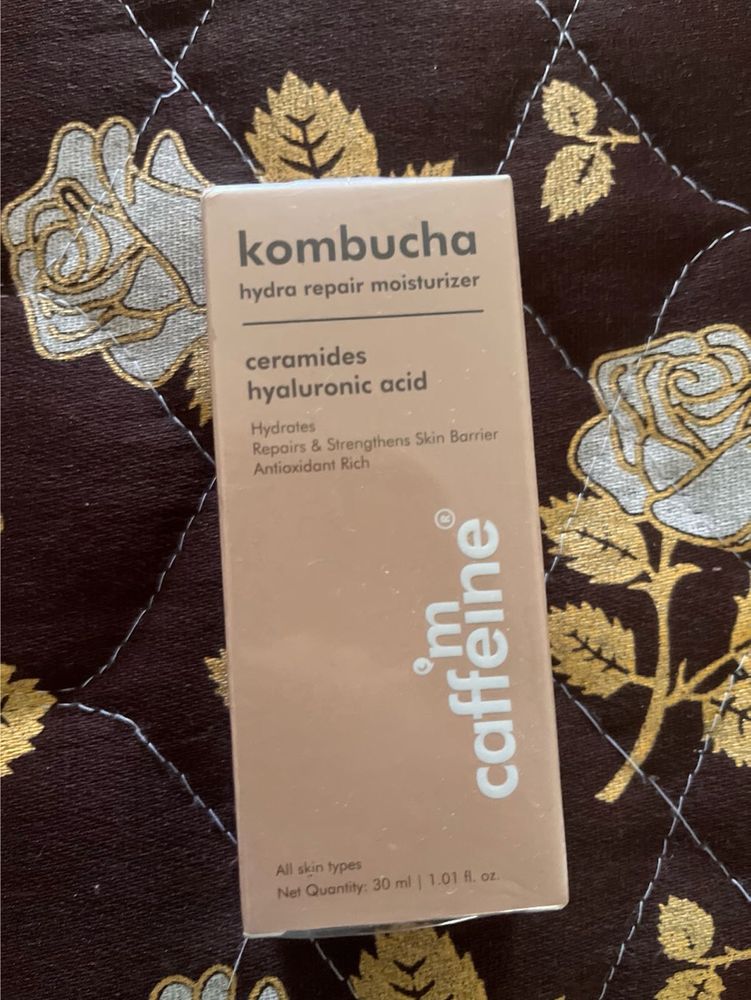 kombucha
hydra repair moisturizer
ceramides
hyaluronic acid
Hydrates
Repairs & Strengthens Skin Barrier
Antioxidant Rich
m
caffeine®
All skin types
Net Quantity: 30 ml | 1.01 fl. oz.